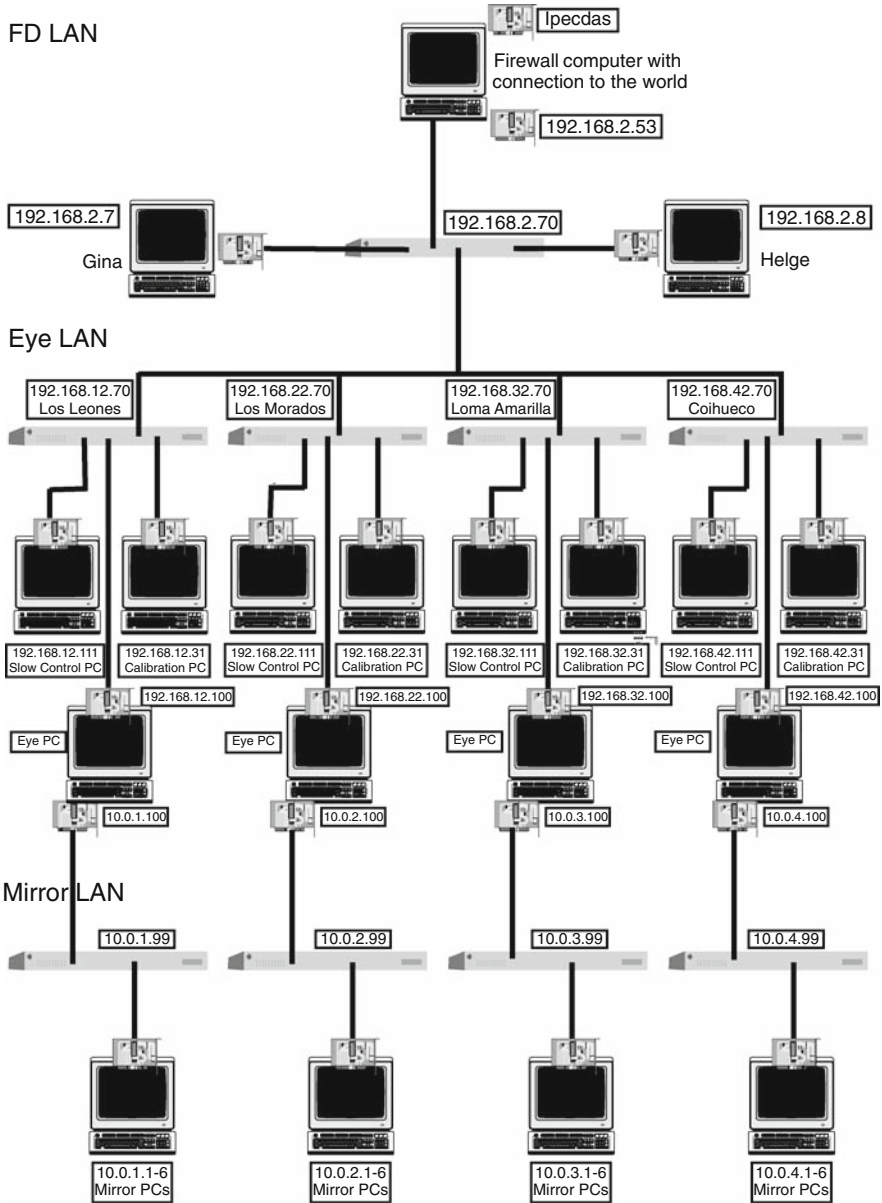 FD LAN
Ipecdas
Firewall computer with
connection to the world
192.168.2.53
192.168.2.7
Gina
192.168.2.70
192.168.2.8
Helge
Eye LAN
192.168.12.70
Los Leones
192.168.22.70
Los Morados
192.168.32.70
Loma Amarilla
192.168.42.70
Coihueco
192.168.12.111
Slow Control PC
192.168.12.31
Calibration PC
192.168.22.111
Slow Control PC
192.168.22.31
Calibration PC
192.168.32.111
Slow Control PC
192.168.32.31
Calibration PC
192.168.42.111
Slow Control PC
192.168.42.31
Calibration PC
192.168.12.100
192.168.22.100
192.168.32.100
192.168.42.100
Eye PC
Eye PC
Eye PC
Eye PC
10.0.1.100
10.0.2.100
10.0.3.100
10.0.4.100
Mirror LAN
10.0.1.99
10.0.2.99
10.0.3.99
10.0.4.99
10.0.1.1-6
Mirror PCs
10.0.2.1-6
Mirror PCs
10.0.3.1-6
Mirror PCs
10.0.4.1-6
Mirror PCs